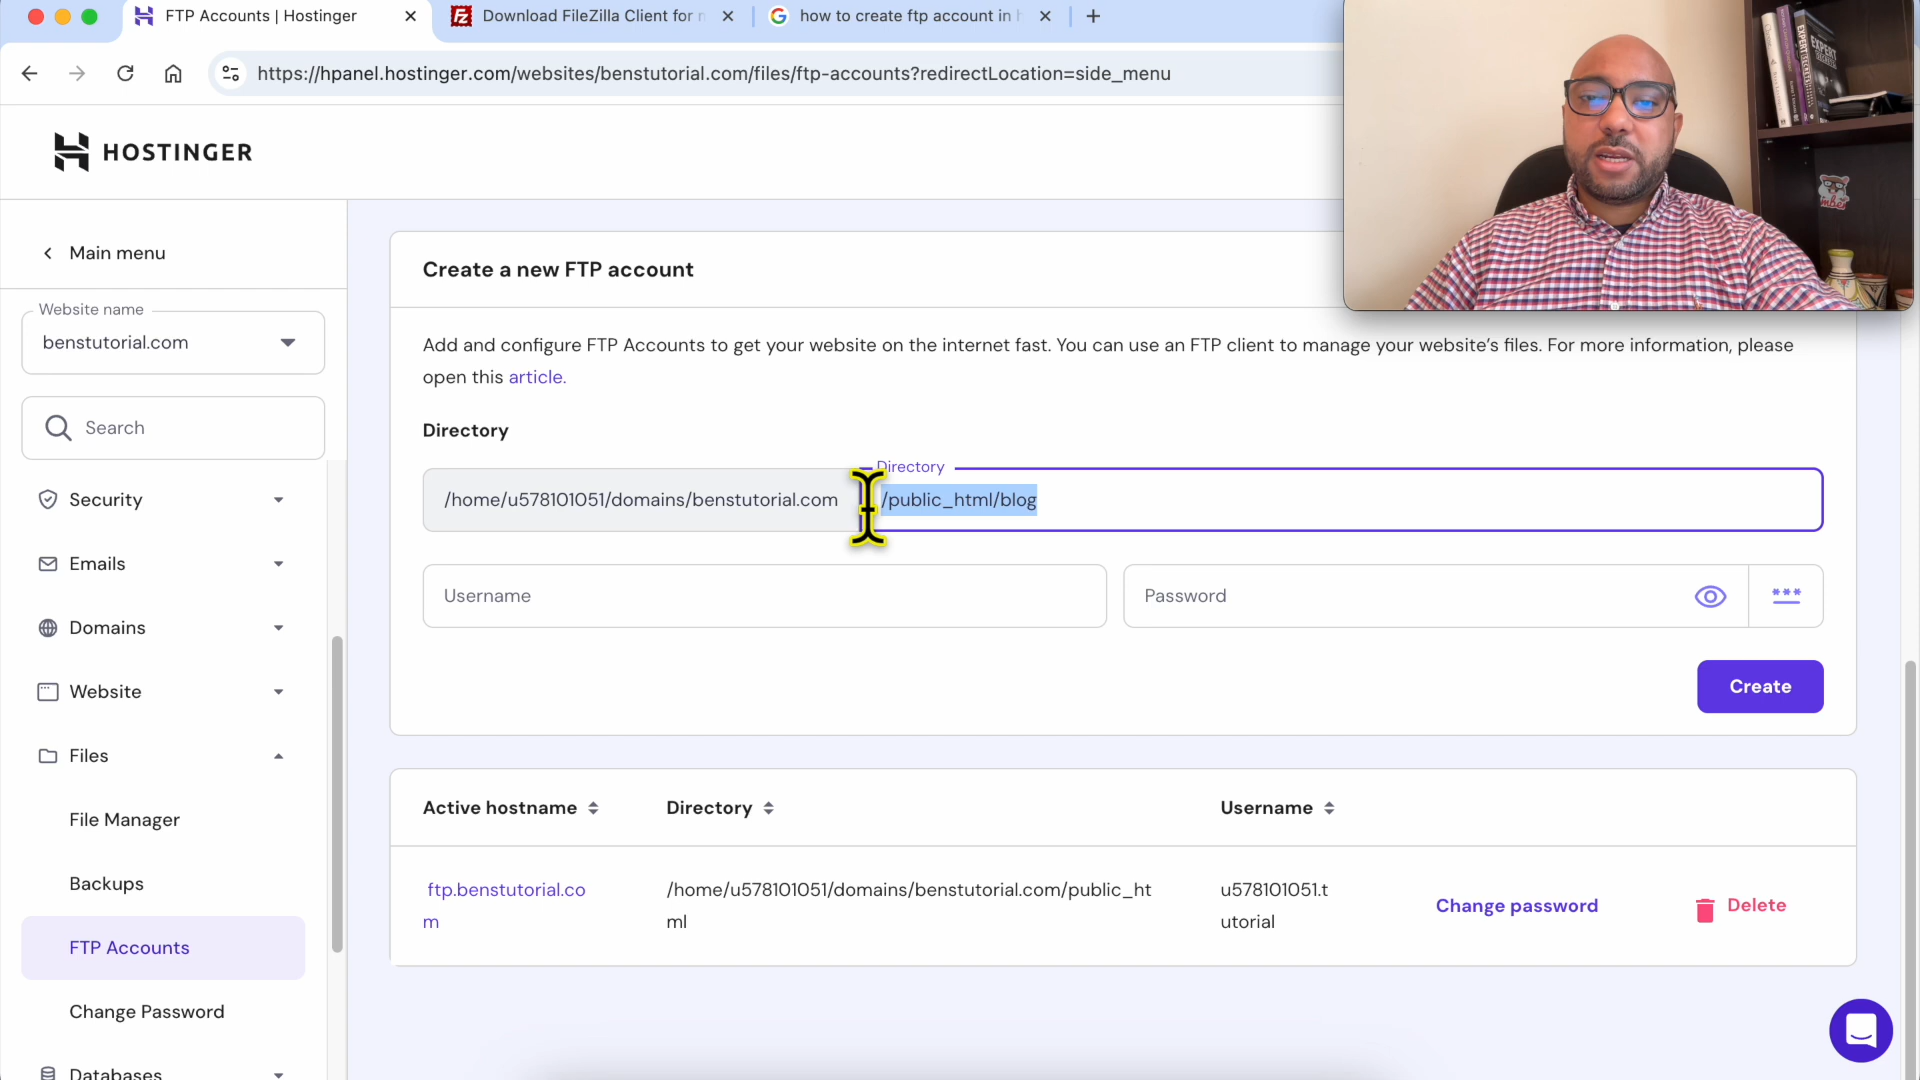 FTP Accounts | Hostinger
Download FileZilla Client for
how to create ftp account in
https://hpanel.hostinger.com/websites/benstutorial.com/files/ftp-accounts?redirectLocation=side_menu
HOSTINGER
Main menu
Website name
benstutorial.com
Search
Security
Emails
Domains
Website
Files
File Manager
Backups
FTP Accounts
Change Password
Databases
Create a new FTP account
Add and configure FTP Accounts to get your website on the internet fast. You can use an FTP client to manage your website's files. For more information, please
open this article.
Directory
Directory
/home/u578101051/domains/benstutorial.com
/public_html/blog
Username
Password
Create
Active hostname
Directory
Username
ftp.benstutorial.co
m
/home/u578101051/domains/benstutorial.com/public_ht
ml
u578101051.t
utorial
Change password
Delete
EXPERT